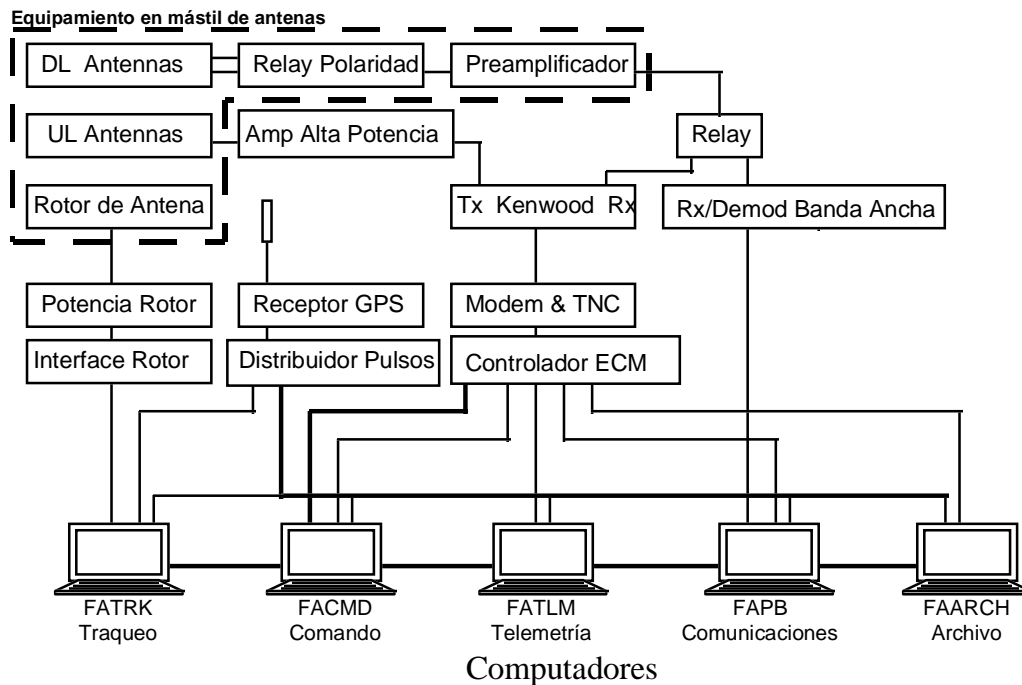 Equipamiento en mástil de antenas
DL Antennas
Relay Polaridad
Preamplificador
UL Antennas
Amp Alta Potencia
Relay
Rotor de Antena
Tx Kenwood Rx
Rx/Demod Banda Ancha
Potencia Rotor
Receptor GPS
Modem & TNC
Interface Rotor
Distribuidor Pulsos
Controlador ECM
FATRK
Traqueo
FACMD
Comando
FATLM
Telemetría
FAPB
Comunicaciones
FAARCH
Archivo
Computadores